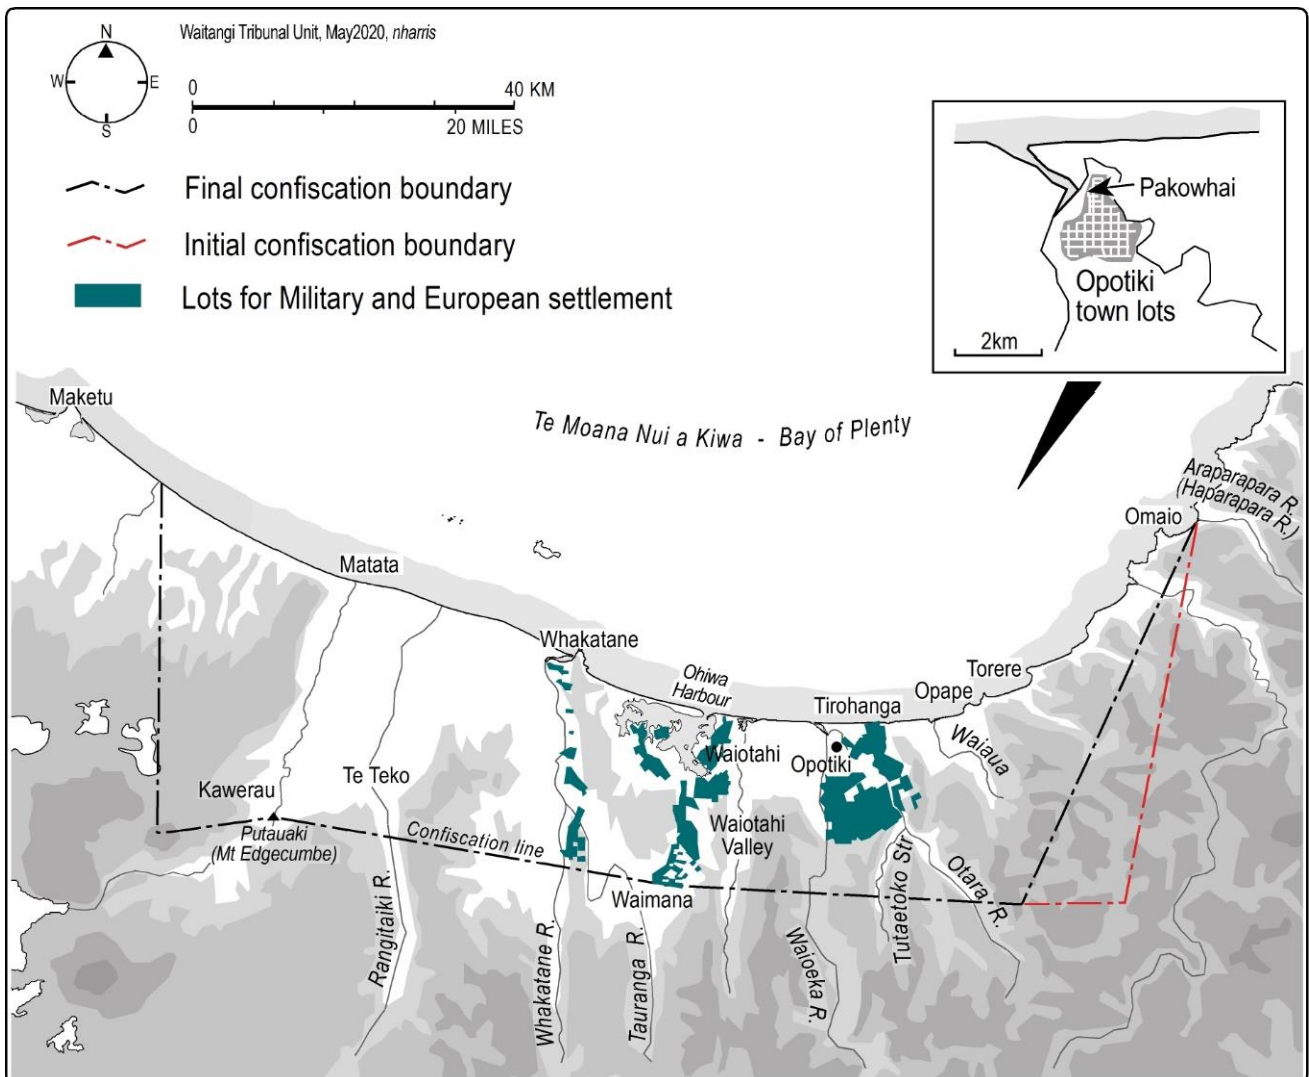 N
W
E
S
Waitangi Tribunal Unit, May2020, nharris
0
40 KM
0
20 MILES
Final confiscation boundary
Initial confiscation boundary
Lots for Military and European settlement
Pakowhai
Opotiki
town lots
2km
Maketu
Te Moana Nui a Kiwa - Bay of Plenty
Araparapara R.
(Haparapara R.)
Omaio
Matata
Whakatane
Ohiwa
Harbour
Torere
Opape
Tirohanga
Waiotahi
Opotiki
Waiaua
Te Teko
Kawerau
Putauaki
(Mt Edgecumbe)
Confiscation line
Waiotahi
Valley
Waimana
Rangitaiki R.
Whakatane R.
Tauranga R.
Waioeka R.
Tutaetoko Str
Otara R.